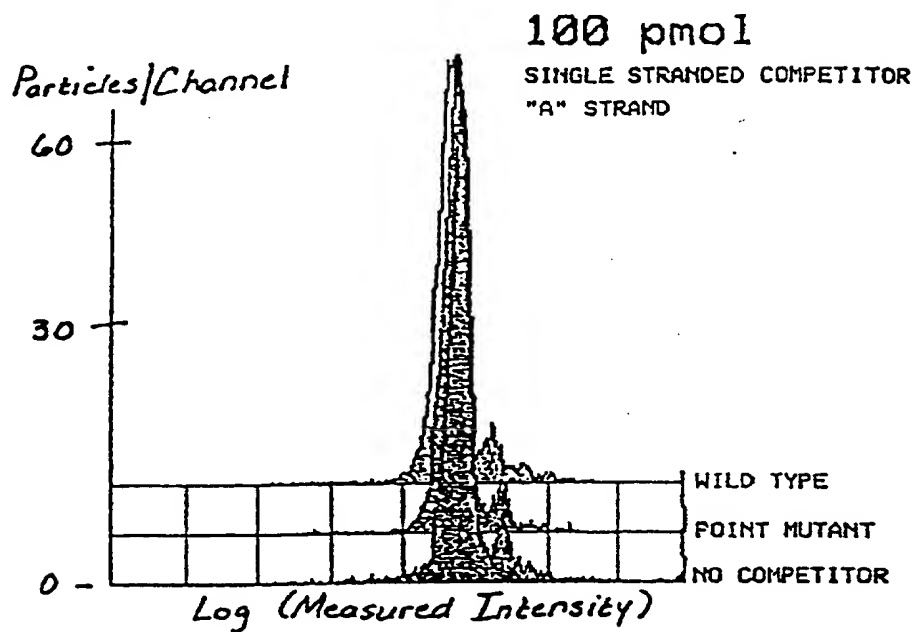 100 pmol
SINGLE STRANDED COMPETITOR
"A" STRAND
Particles/Channel
60
30
0
WILD TYPE
POINT MUTANT
NO COMPETITOR
Log (Measured Intensity)